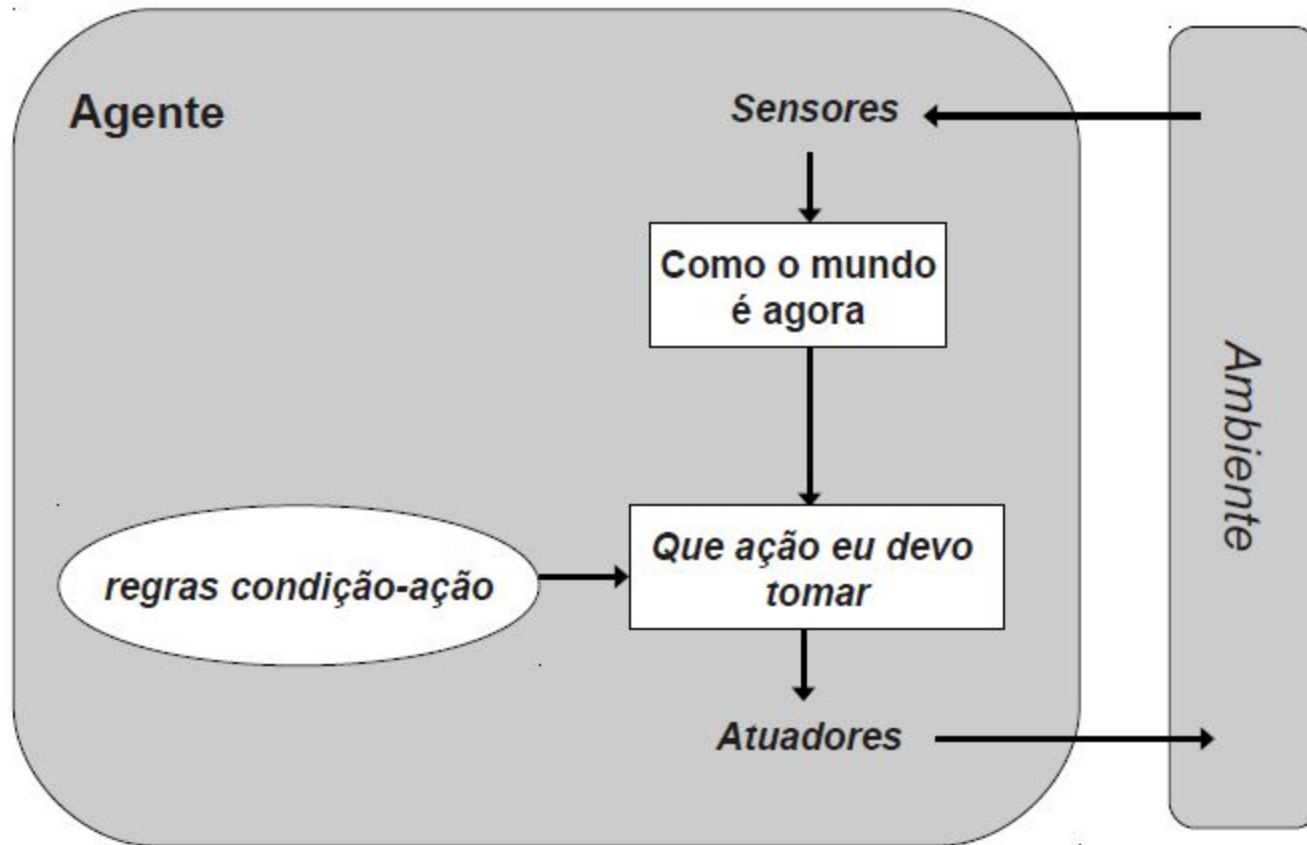 Agente
Sensores
Como o mundo
é agora
Ambiente
regras condição-ação
Que ação eu devo
tomar
Atuadores